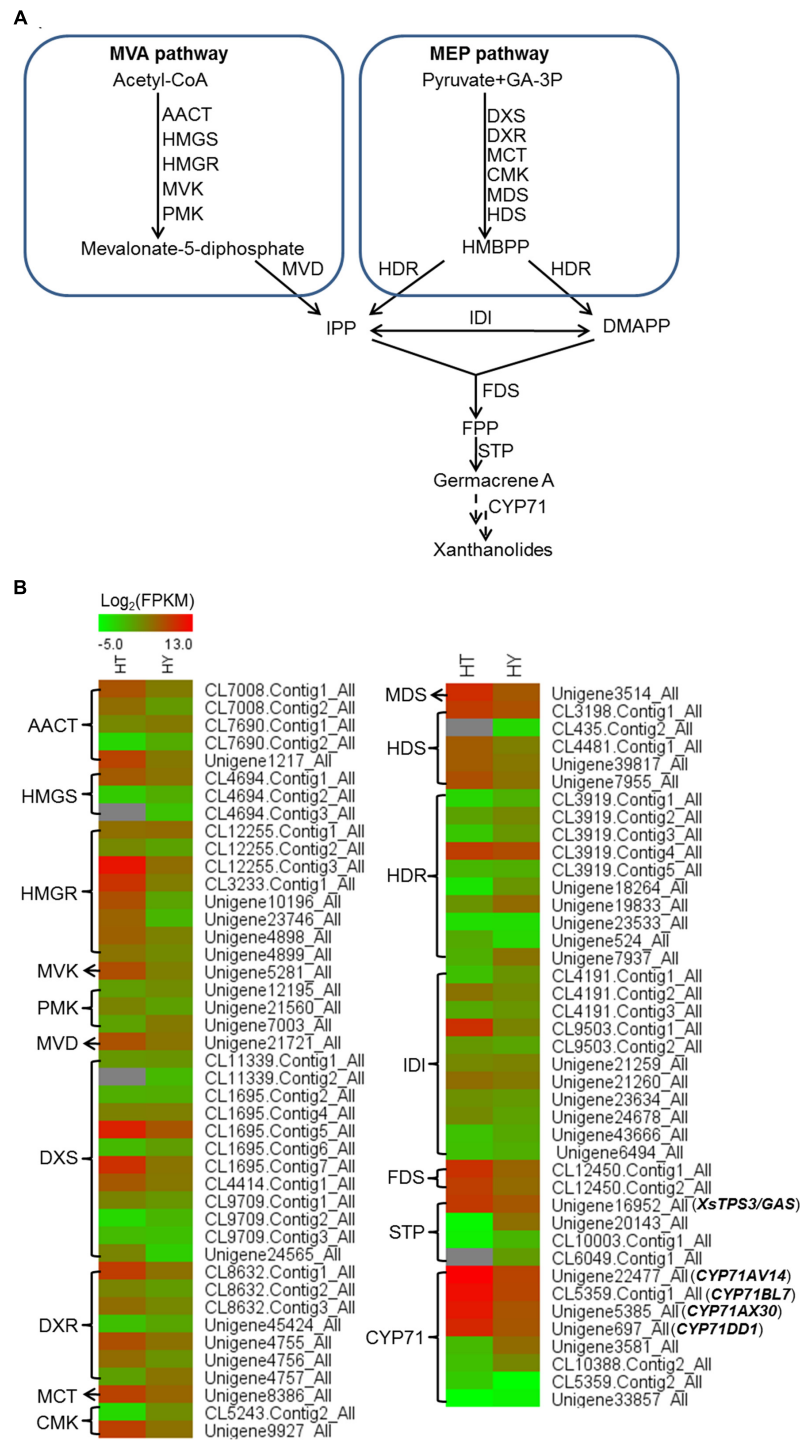 A
MVA pathway
Acetyl-CoA
AACT
HMGS
HMGR
MVK
PMK
Mevalonate-5-diphosphate
MVD
MEP pathway
Pyruvate+GA-3P
DXS
DXR
MCT
CMK
MDS
HDS
HMBPP
HDR
HDR
IPP
IDI
DMAPP
FDS
FPP
STP
Germacrene A
CYP71
Xanthanolides
B
Log2(FPKM)
-5.0 13.0
HT HY
AACT
CL7008.Contig1_All
CL7008.Contig2_All
CL7690.Contig1_All
CL7690.Contig2_All
Unigene1217_All
HMGS
CL4694.Contig1_All
CL4694.Contig2_All
CL4694.Contig3_All
HMGR
CL12255.Contig1_All
CL12255.Contig2_All
CL12255.Contig3_All
CL3233.Contig1_All
Unigene10196_All
Unigene23746_All
Unigene4898_All
Unigene4899_All
MVK
Unigene5281_All
PMK
Unigene12195_All
Unigene21560_All
Unigene7003_All
MVD
Unigene21721_All
DXS
CL11339.Contig1_All
CL11339.Contig2_All
CL1695.Contig2_All
CL1695.Contig4_All
CL1695.Contig5_All
CL1695.Contig6_All
CL1695.Contig7_All
CL4414.Contig1_All
CL9709.Contig1_All
CL9709.Contig2_All
CL9709.Contig3_All
Unigene24565_All
DXR
CL8632.Contig1_All
CL8632.Contig2_All
CL8632.Contig3_All
Unigene45424_All
Unigene4755_All
Unigene4756_All
Unigene4757_All
MCT
Unigene8386_All
CMK
CL5243.Contig2_All
Unigene9927_All
HT HY
MDS
Unigene3514_All
HDS
CL3198.Contig1_All
CL435.Contig2_All
CL4481.Contig1_All
Unigene39817_All
Unigene7955_All
HDR
CL3919.Contig1_All
CL3919.Contig2_All
CL3919.Contig3_All
CL3919.Contig4_All
CL3919.Contig5_All
Unigene18264_All
Unigene19833_All
Unigene23533_All
Unigene524_All
Unigene7937_All
IDI
CL4191.Contig1_All
CL4191.Contig2_All
CL4191.Contig3_All
CL9503.Contig1_All
CL9503.Contig2_All
Unigene21259_All
Unigene21260_All
Unigene23634_All
Unigene24678_All
Unigene43666_All
Unigene6494_All
FDS
CL12450.Contig1_All
CL12450.Contig2_All
STP
Unigene16952_All (XsTPS3/GAS)
Unigene20143_All
CL10003.Contig1_All
CL6049.Contig1_All
CYP71
Unigene22477_All (CYP71AV14)
CL5359.Contig1_All (CYP71BL7)
Unigene5385_All (CYP71AX30)
Unigene697_All (CYP71DD1)
Unigene3581_All
CL10388.Contig2_All
CL5359.Contig2_All
Unigene33857_All